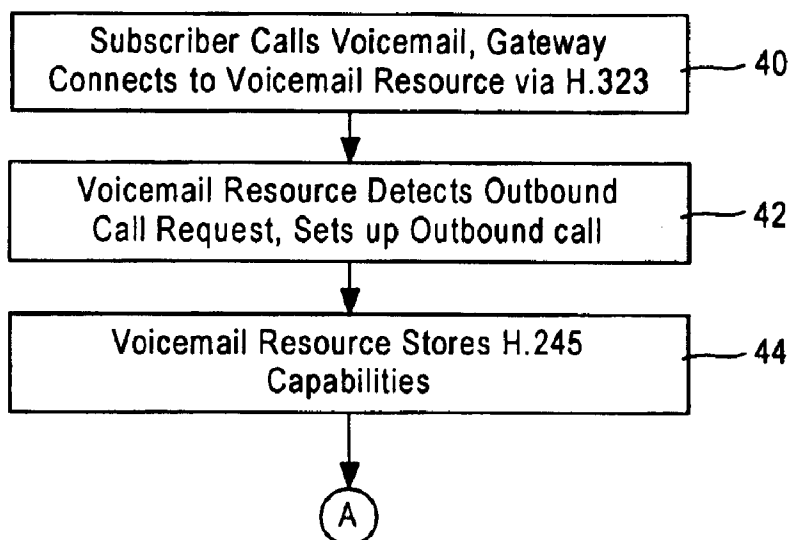 Subscriber Calls Voicemail, Gateway
Connects to Voicemail Resource via H.323
40
Voicemail Resource Detects Outbound
Call Request, Sets up Outbound call
42
Voicemail Resource Stores H.245
Capabilities
44
A